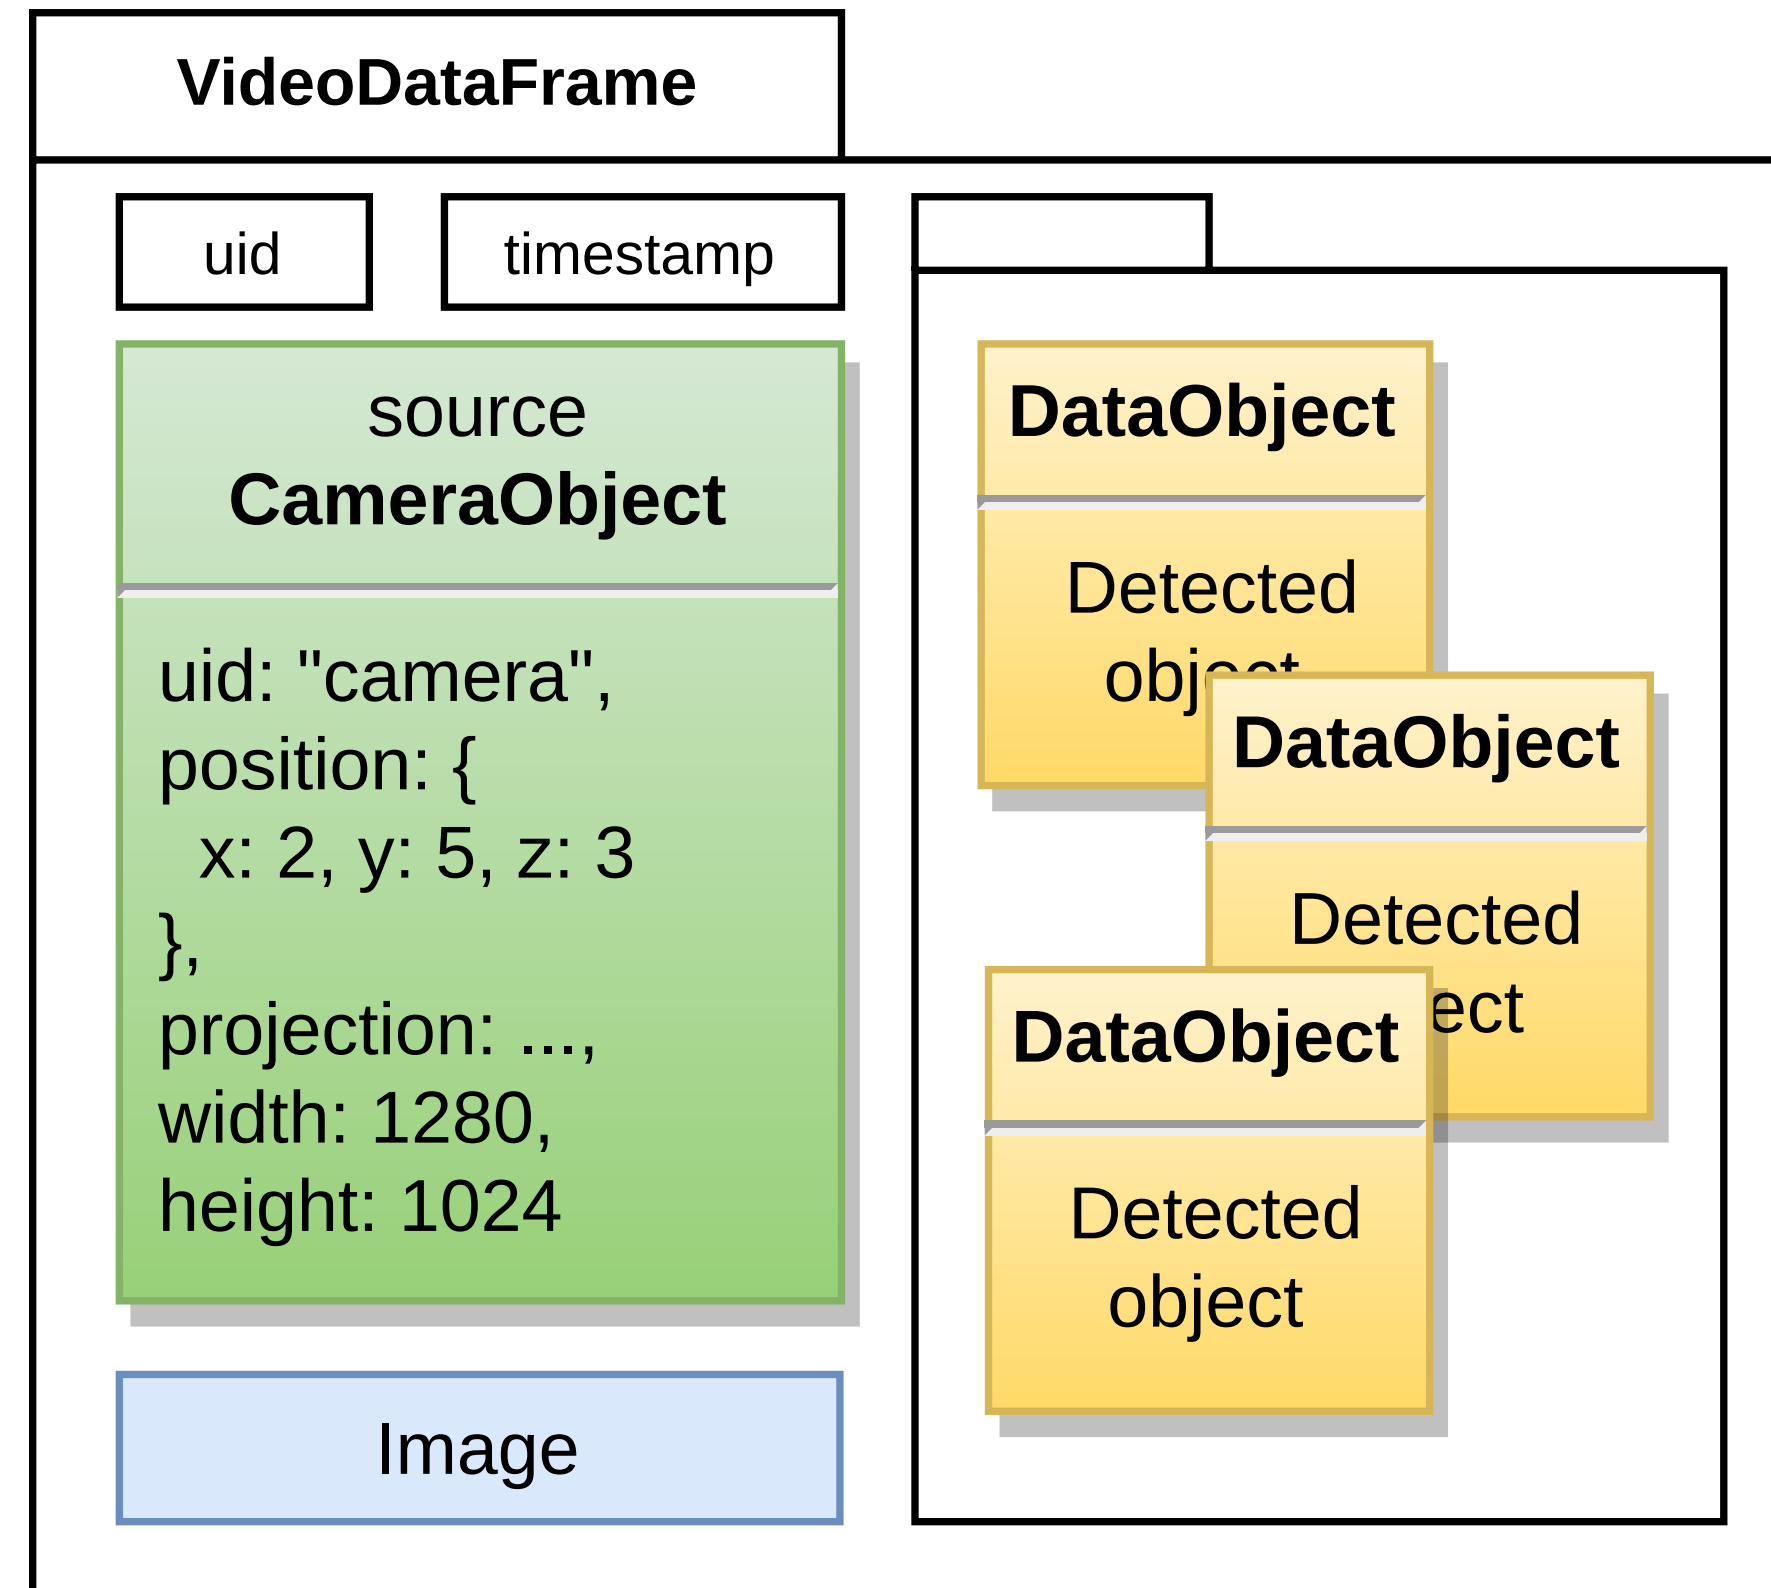 VideoDataFrame
uid
timestamp
source
CameraObject
uid: "camera",
position: {
x: 2, y: 5, z: 3
},
projection: ...,
width: 1280,
height: 1024
Image
DataObject
Detected
object
DataObject
Detected
DataObject
Detected
object